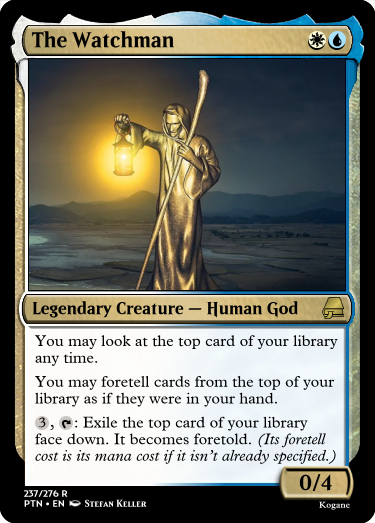 The Watchman
Legendary Creature — Human God
You may look at the top card of your library
any time.
You may foretell cards from the top of your
library as if they were in your hand.
3, : Exile the top card of your library
face down. It becomes foretold. (Its foretell
cost is its mana cost if it isn't already specified.)
0/4
237/276 R
PTN • EN Stefan Keller
Kogane